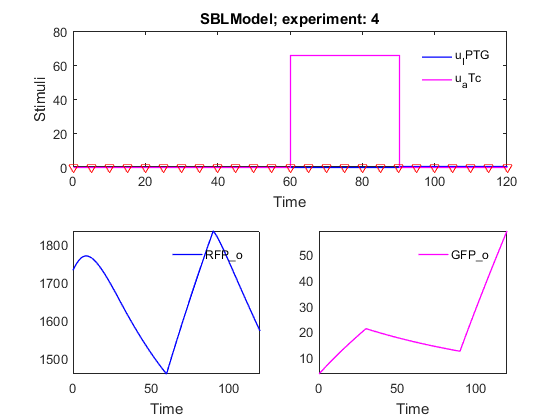 SBLModel; experiment: 4
80
60
40
20
0
Stimuli
u_IPTG
u_aTc
0 20 40 60 80 100 120
Time
1800
1700
1600
1500
RFP_o
0 50 100
Time
50
40
30
20
10
GFP_o
0 50 100
Time